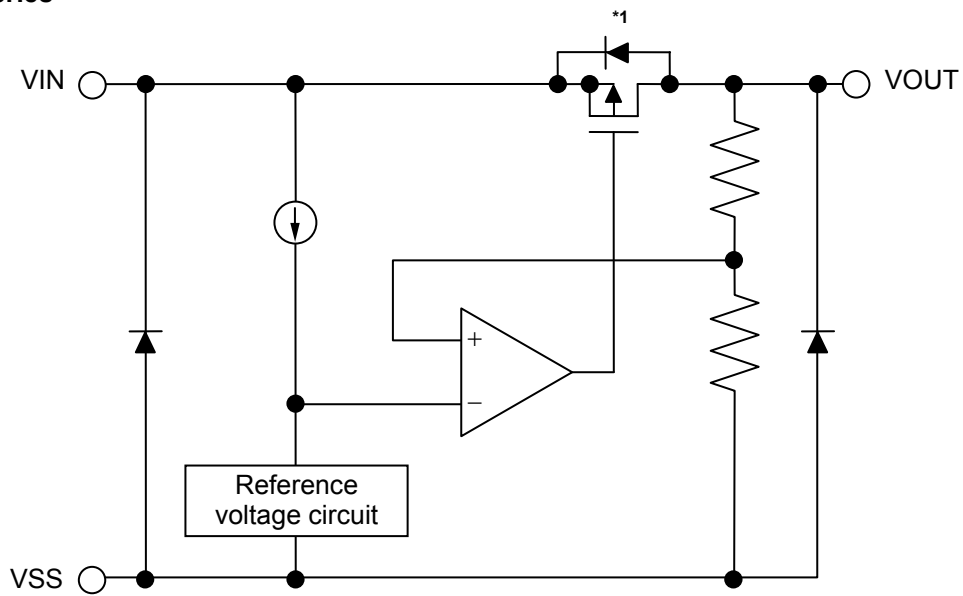 *1
VIN
VOUT
+
−
Reference
voltage circuit
VSS